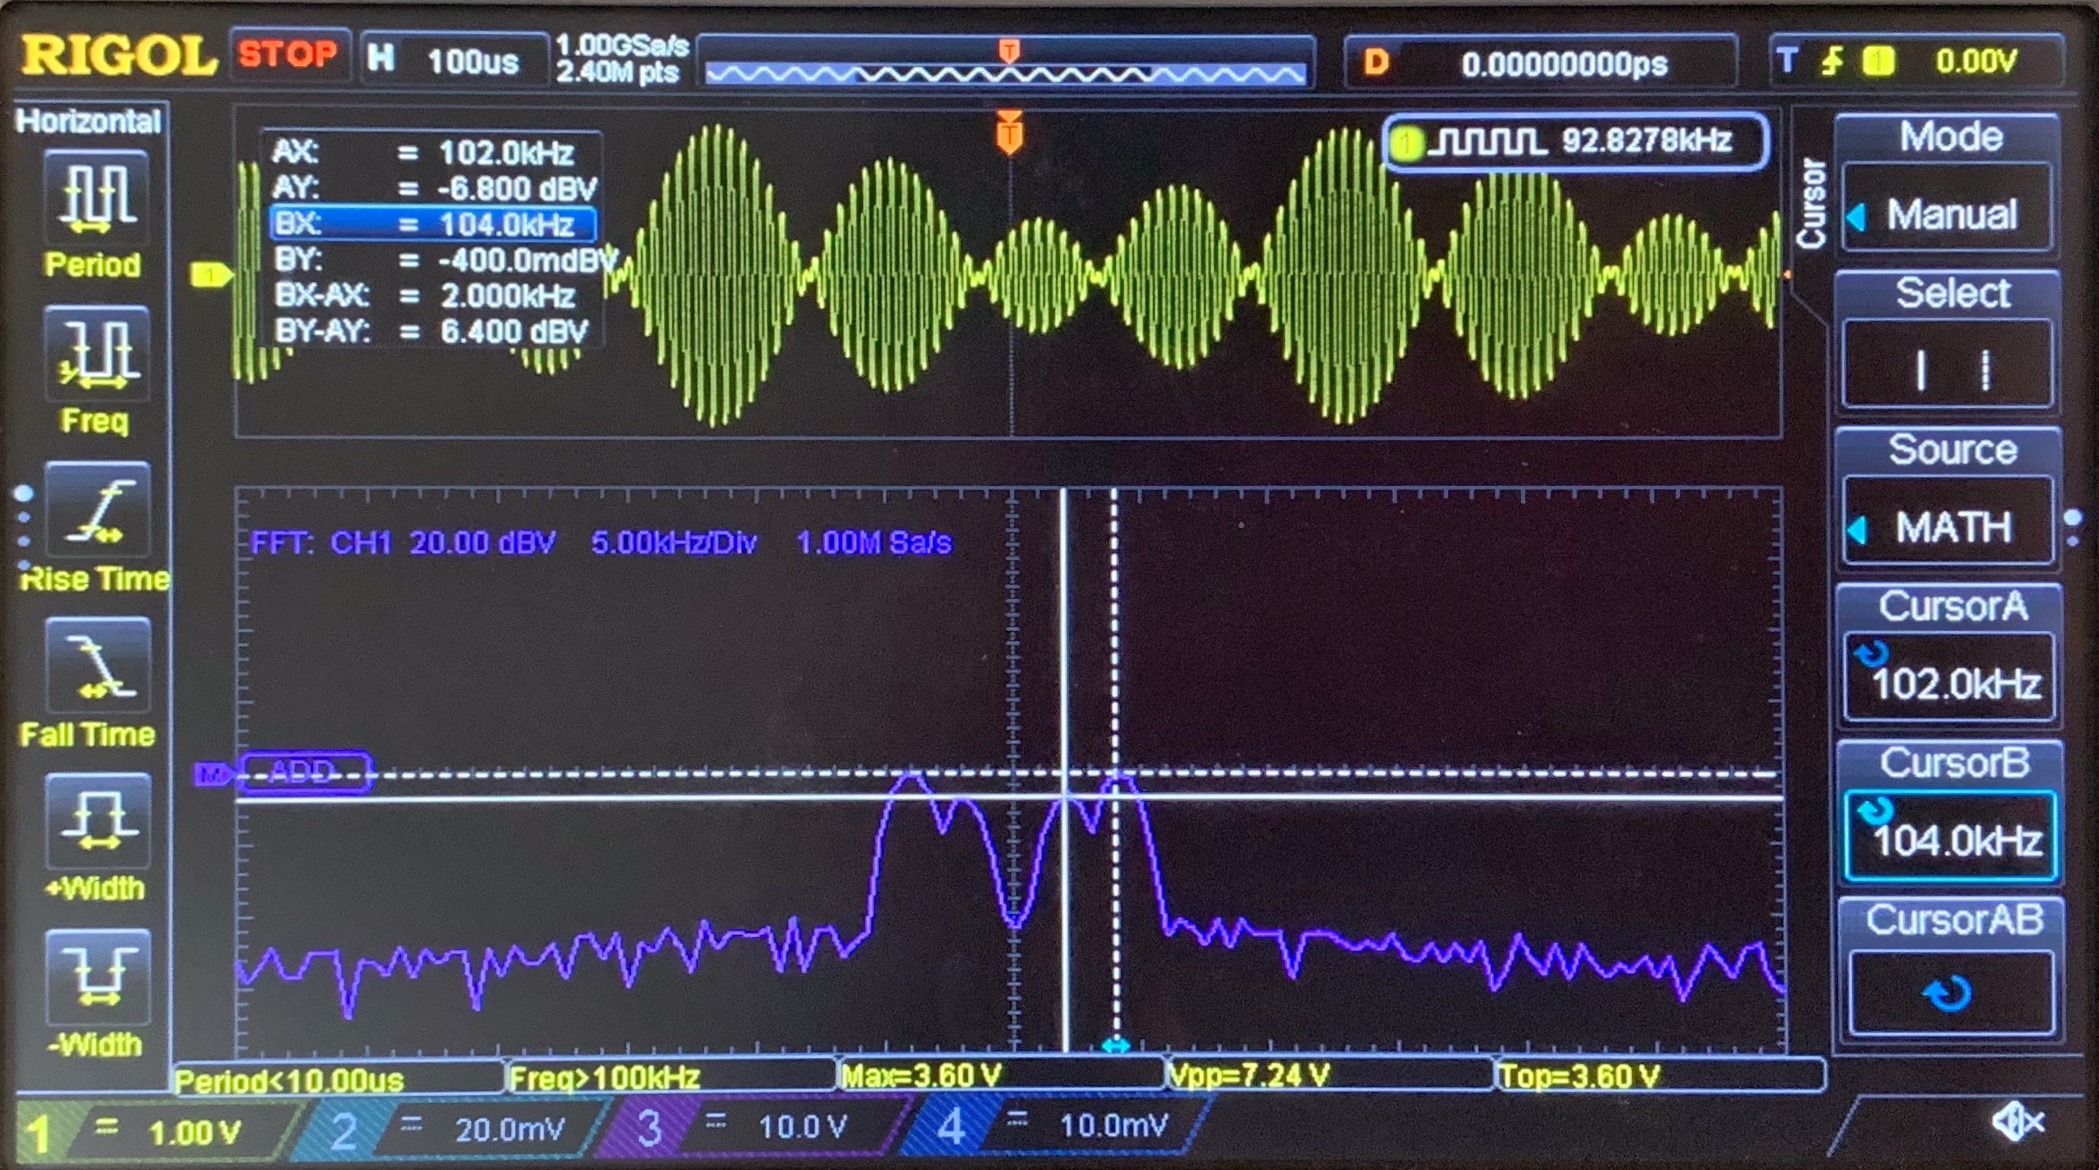 RIGOL STOP H 100us 1.00GSa/s
2.40M pts
T
D 0.00000000ps
T 1 0.00V
Horizontal
Period
Freq
Rise Time
Fall Time
+Width
-Width
AX: = 102.0kHz
AY: = -6.800 dBV
BX: = 104.0kHz
BY: = -400.0mdBV
BX-AX: = 2.000kHz
BY-AY: = 6.400 dBV
T
1 92.8278kHz
1
FFT: CH1 20.00 dBV 5.00kHz/Div 1.00M Sa/s
M ADD
Cursor
Mode
Manual
Select
Source
MATH
CursorA
102.0kHz
CursorB
104.0kHz
CursorAB
Period<10.00us Freq>100kHz Max=3.60 V Vpp=7.24 V Top=3.60 V
1 = 1.00 V 2 = 20.0mV 3 = 10.0 V 4 = 10.0mV